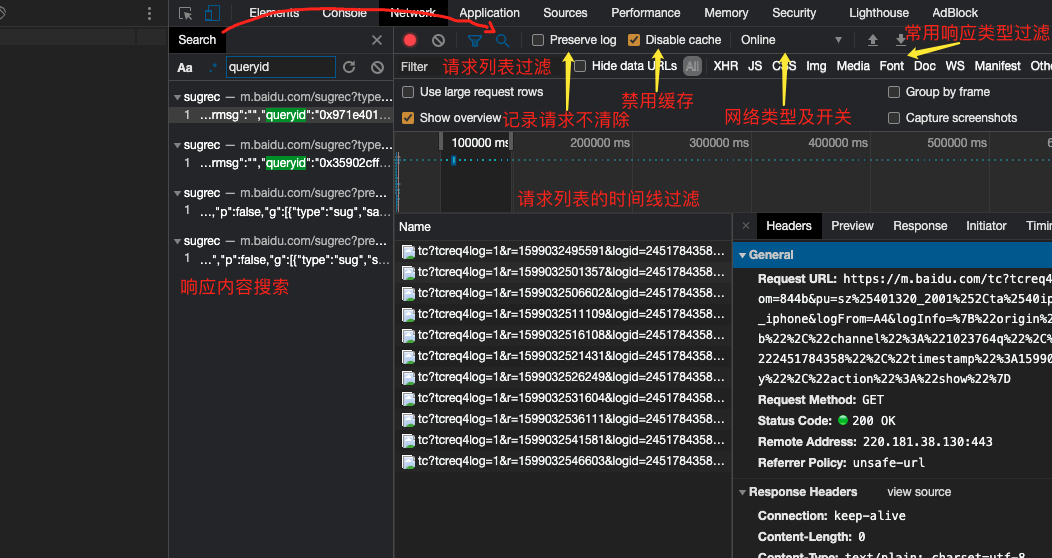 Elements Console Network Application Sources Performance Memory Security Lighthouse AdBlock
Search
Preserve log Disable cache Online
常用响应类型过滤
Aa .* queryid
Filter 请求列表过滤 Hide data URLs All XHR JS CSS Img Media Font Doc WS Manifest Othe
Use large request rows
禁用缓存
Group by frame
Show overview
记录请求不清除
网络类型及开关
Capture screenshots
sugrec — m.baidu.com/sugrec?type...
1 ...rrmsg":"","queryid":"0x971e401...
sugrec — m.baidu.com/sugrec?type...
1 ...rrmsg":"","queryid":"0x35902cff...
sugrec — m.baidu.com/sugrec?pre...
1 ...,"p":false,"g":[{"type":"sug","sa...
sugrec — m.baidu.com/sugrec?pre...
1 ...","p":false,"g":[{"type":"sug","s...
响应内容搜索
100000 ms 200000 ms 300000 ms 400000 ms 500000 ms 6
请求列表的时间线过滤
Name
tc?tcreq4log=1&r=1599032495591&logid=2451784358...
tc?tcreq4log=1&r=1599032501357&logid=2451784358...
tc?tcreq4log=1&r=1599032506602&logid=2451784358...
tc?tcreq4log=1&r=1599032511109&logid=2451784358...
tc?tcreq4log=1&r=1599032516108&logid=2451784358...
tc?tcreq4log=1&r=1599032521431&logid=2451784358...
tc?tcreq4log=1&r=1599032526249&logid=2451784358...
tc?tcreq4log=1&r=1599032531604&logid=2451784358...
tc?tcreq4log=1&r=1599032536111&logid=2451784358...
tc?tcreq4log=1&r=1599032541581&logid=2451784358...
tc?tcreq4log=1&r=1599032546603&logid=2451784358...
Headers Preview Response Initiator Timin
General
Request URL: https://m.baidu.com/tc?tcreq4
om=844b&pu=sz%25401320_2001%252Cta%2540ip
_iphone&logFrom=A4&logInfo=%7B%22origin%2
b%22%2C%22channel%22%3A%221023764q%22%2C%
222451784358%22%2C%22timestamp%22%3A15990
y%22%2C%22action%22%3A%22show%22%7D
Request Method: GET
Status Code: 200 OK
Remote Address: 220.181.38.130:443
Referrer Policy: unsafe-url
Response Headers view source
Connection: keep-alive
Content-Length: 0
Content-Type: text/plain; charset=utf-8